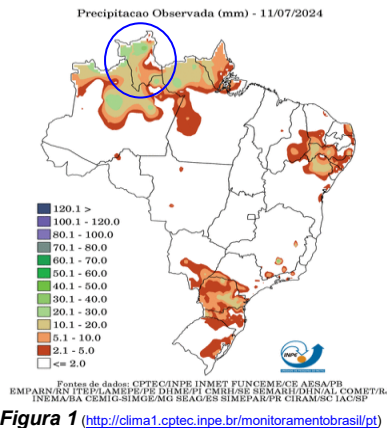 Precipitacao Observada (mm) - 11/07/2024
120.1 >
100.1 - 120.0
80.1 - 100.0
70.1 - 80.0
60.1 - 70.0
50.1 - 60.0
40.1 - 50.0
30.1 - 40.0
20.1 - 30.0
10.1 - 20.0
5.1 - 10.0
2.1 - 5.0
<= 2.0
INPE
Fontes de dados: CPTEC/INPE INMET FUNCEME/CE AESA/PB
EMPARN/RN ITEP/LAMEPE/PE DHME/PI CMRH/SE SEMARH/DHN/AL COMET/RJ
INEMA/BA CEMIG-SIMGE/MG SEAG/ES SIMEPAR/PR CIRAM/SC IAC/SP
Figura 1 (http://clima1.cptec.inpe.br/monitoramentobrasil/pt)